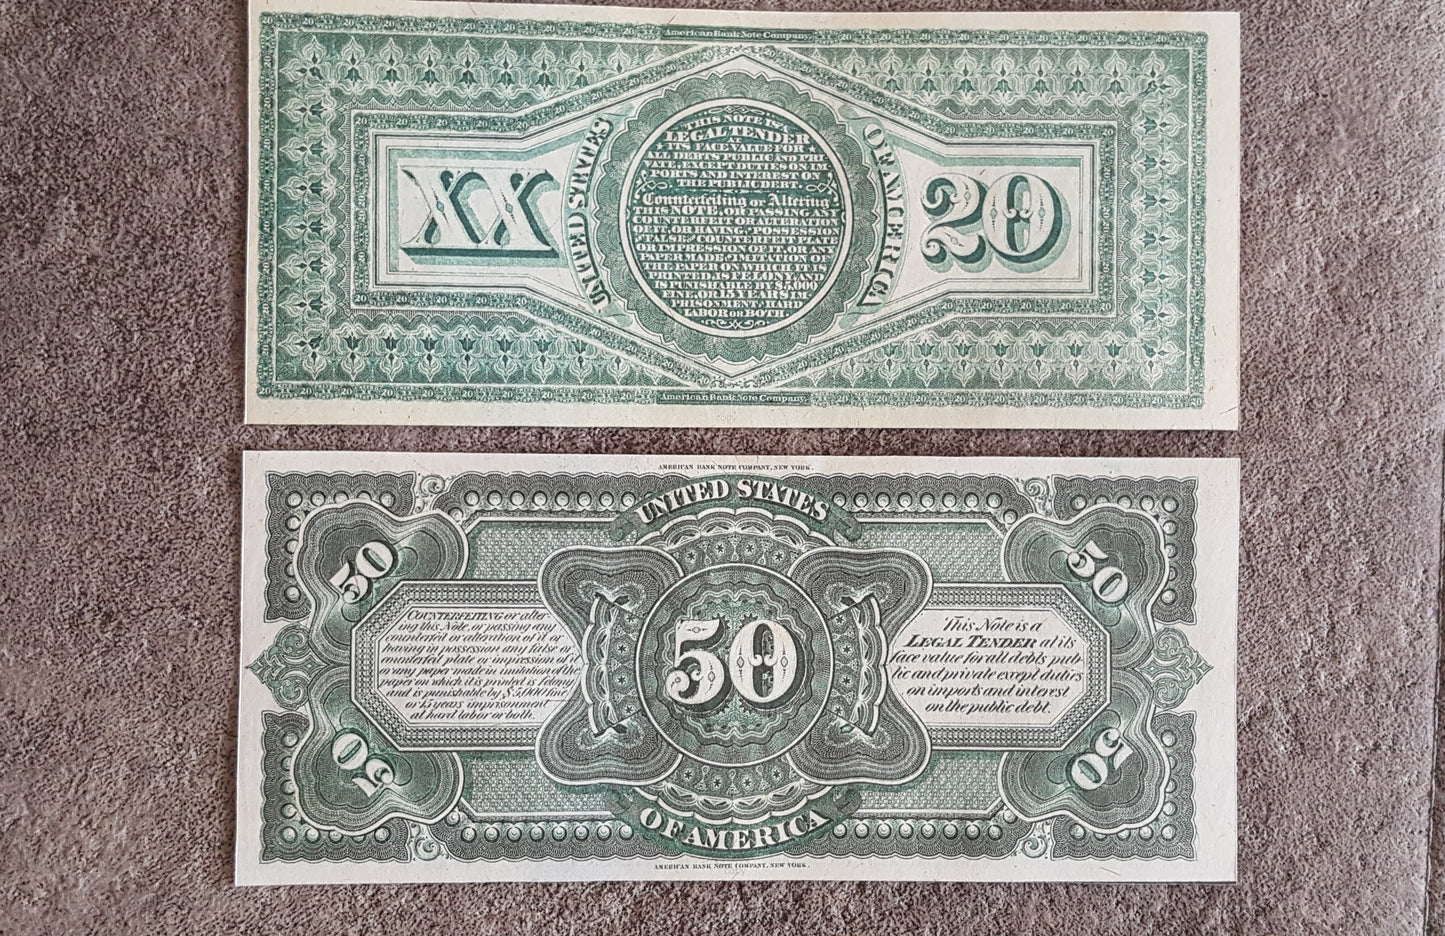 American Bank Note Company.
THIS NOTE IS A
LEGAL TENDER
AT
ITS FACE VALUE FOR
ALL DEBTS PUBLIC AND PRI-
VATE, EXCEPT DUTIES ON IM
PORTS AND INTEREST ON
THE PUBLIC DEBT.
Counterfeiting or Altering
THIS NOTE, OR PASSING ANY
COUNTERFEIT OR ALTERATION
OF IT, OR HAVING IN POSSESSION
ANY FALSE OR COUNTERFEIT PLATE
OR IMPRESSION OF IT, OR ANY
PAPER MADE IN IMITATION OF
THE PAPER ON WHICH IT IS
PRINTED, IS FELONY, AND
IS PUNISHABLE BY $5,000
FINE, OR 15 YEARS IM-
PRISONMENT AT HARD
LABOR OR BOTH.
XX
UNITED STATES
OF AMERICA
20
American Bank Note Company.
AMERICAN BANK NOTE COMPANY, NEW YORK.
UNITED STATES
50
50
COUNTERFEITING or alter-
ing this Note, or passing any
counterfeit or alteration of it or
having in possession any false or
counterfeit plate or impression of it
or any paper made in imitation of the
paper on which it is printed is felony
and is punishable by $5,000 fine
or 15 years imprisonment
at hard labor or both.
50
This Note is a
LEGAL TENDER at its
face value for all debts pub-
lic and private except duties
on imports and interest
on the public debt.
50
50
OF AMERICA
AMERICAN BANK NOTE COMPANY, NEW YORK.